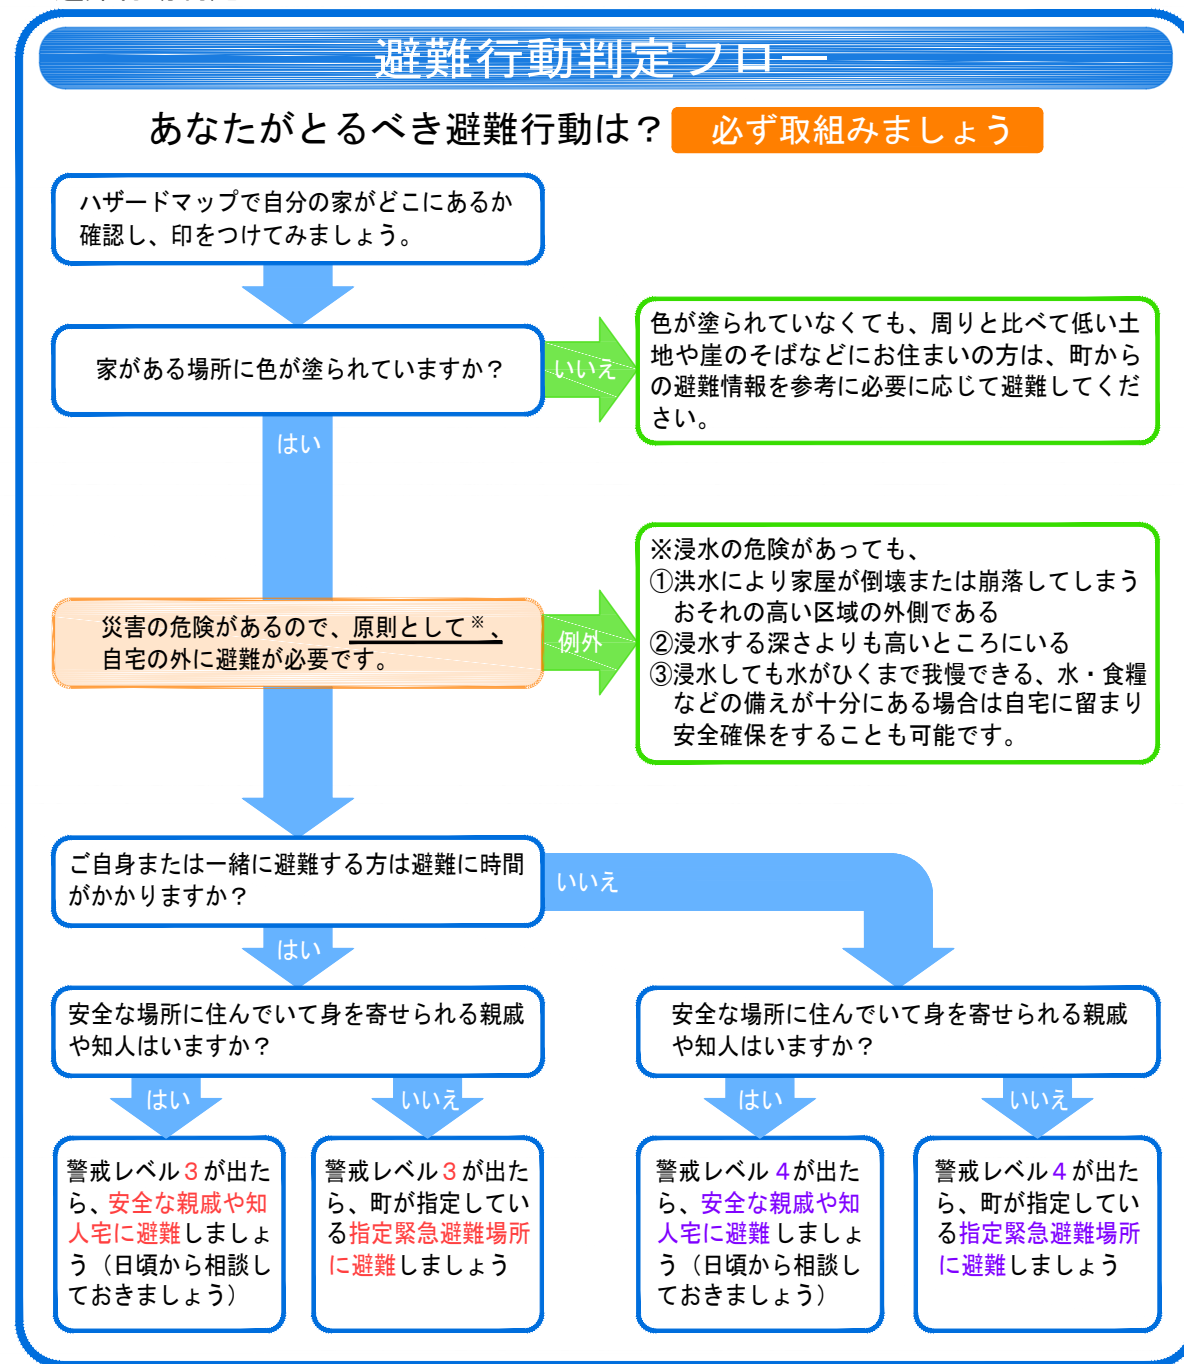 避難行動判定フロー
あなたがとるべき避難行動は？
必ず取組みましょう
ハザードマップで自分の家がどこにあるか
確認し、印をつけてみましょう。
家がある場所に色が塗られていますか？
いいえ
色が塗られていなくても、周りと比べて低い土
地や崖のそばなどにお住まいの方は、町から
の避難情報を参考に必要に応じて避難してくだ
さい。
はい
災害の危険があるので、原則として※、
自宅の外に避難が必要です。
例外
※浸水の危険があっても、
①洪水により家屋が倒壊または崩落してしまう
おそれの高い区域の外側である
②浸水する深さよりも高いところにいる
③浸水しても水がひくまで我慢できる、水・食糧
などの備えが十分にある場合は自宅に留まり
安全確保をすることも可能です。
ご自身または一緒に避難する方は避難に時間
がかかりますか？
いいえ
はい
安全な場所に住んでいて身を寄せられる親戚
や知人はいますか？
安全な場所に住んでいて身を寄せられる親戚
や知人はいますか？
はい
いいえ
はい
いいえ
警戒レベル３が出た
ら、安全な親戚や知
人宅に避難しましょ
う（日頃から相談し
ておきましょう）
警戒レベル３が出た
ら、町が指定してい
る指定緊急避難場所
に避難しましょう
警戒レベル４が出た
ら、安全な親戚や知
人宅に避難しましょ
う（日頃から相談し
ておきましょう）
警戒レベル４が出た
ら、町が指定してい
る指定緊急避難場所
に避難しましょう